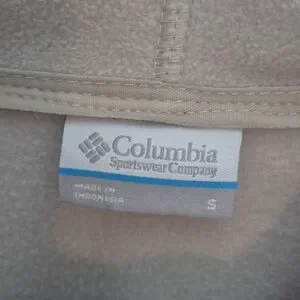 Columbia
Sportswear Company
MADE IN
INDONESIA
S